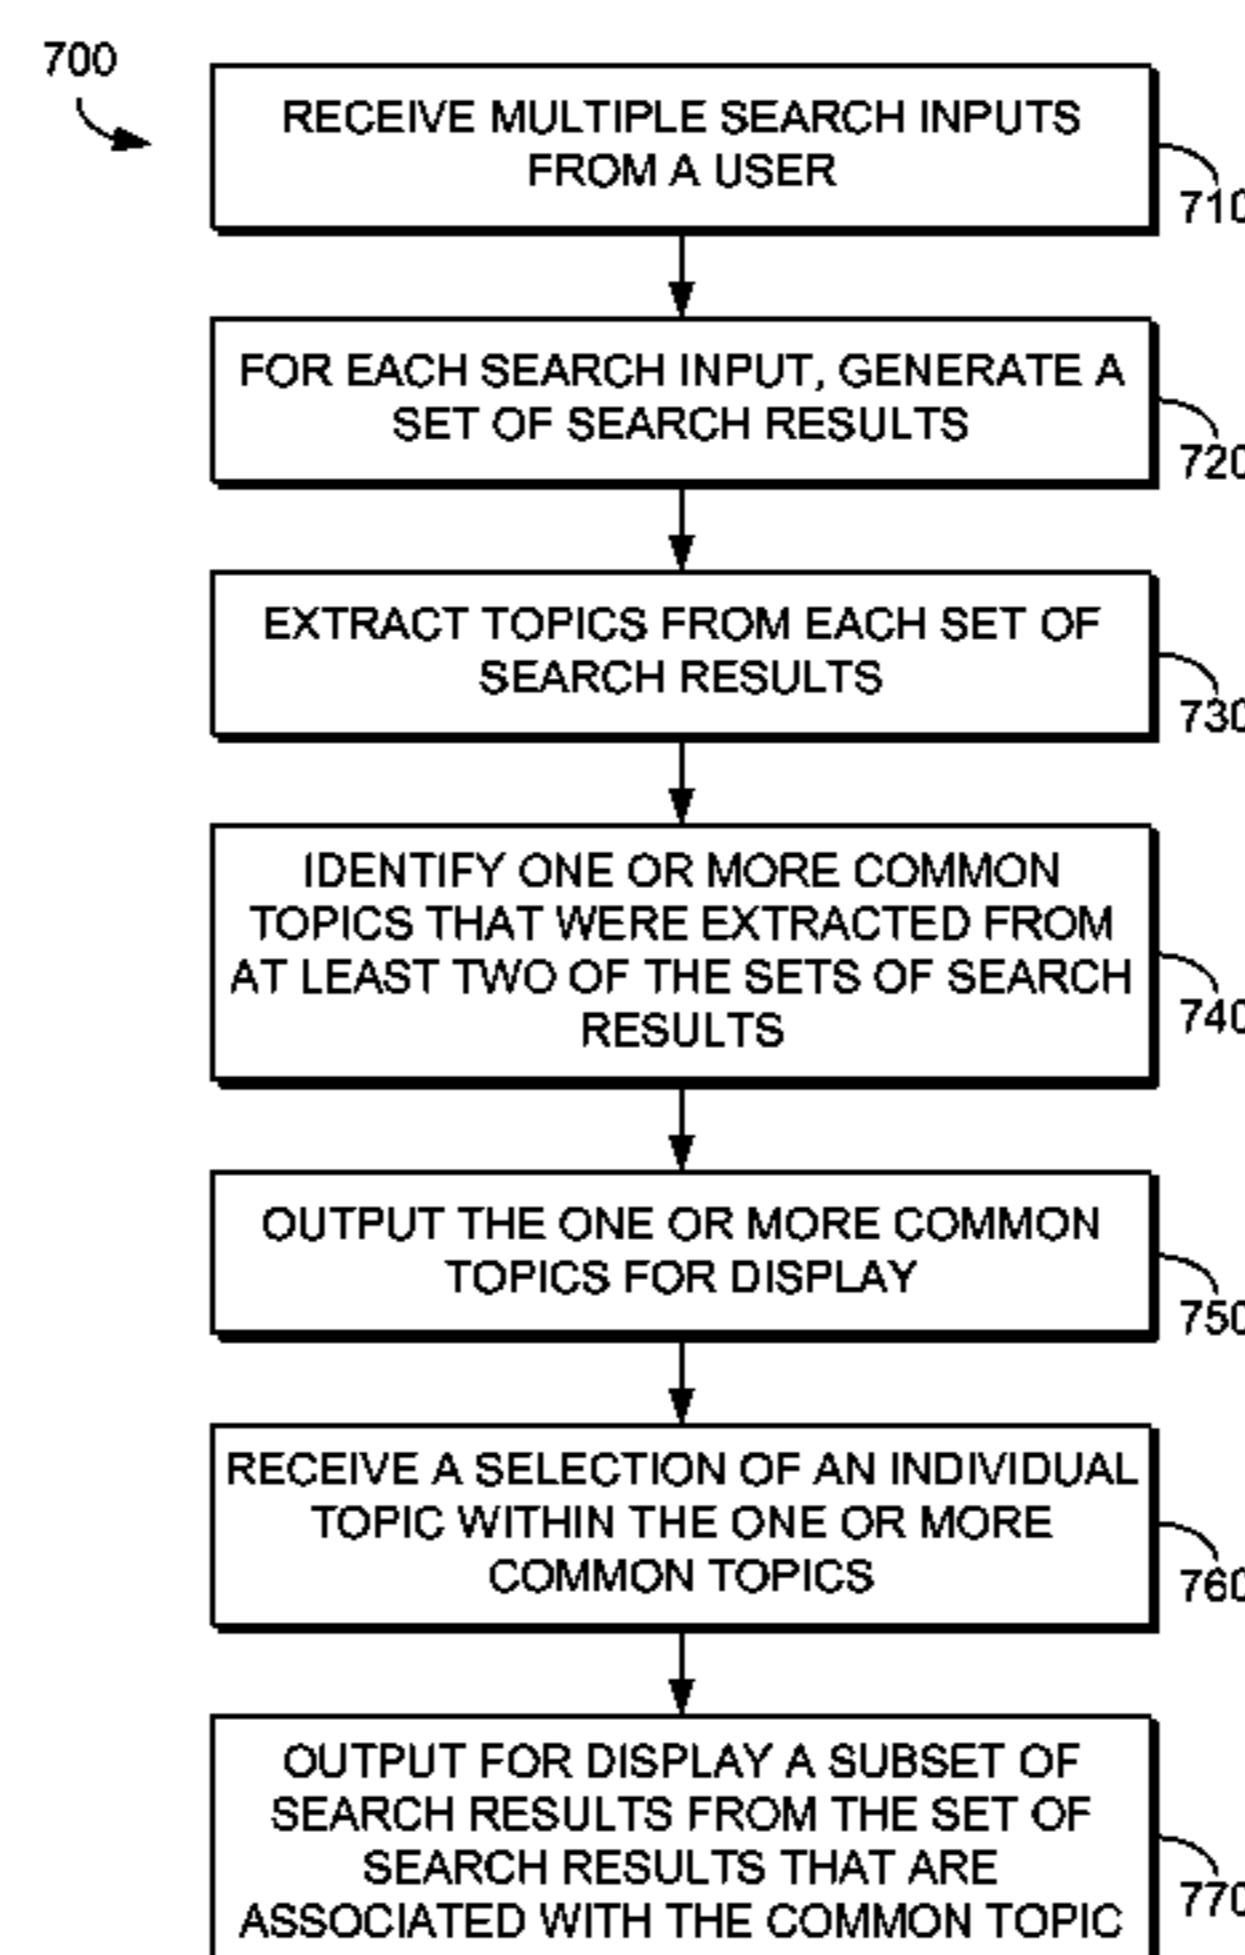 700
RECEIVE MULTIPLE SEARCH INPUTS
FROM A USER
710
FOR EACH SEARCH INPUT, GENERATE A
SET OF SEARCH RESULTS
720
EXTRACT TOPICS FROM EACH SET OF
SEARCH RESULTS
730
IDENTIFY ONE OR MORE COMMON
TOPICS THAT WERE EXTRACTED FROM
AT LEAST TWO OF THE SETS OF SEARCH
RESULTS
740
OUTPUT THE ONE OR MORE COMMON
TOPICS FOR DISPLAY
750
RECEIVE A SELECTION OF AN INDIVIDUAL
TOPIC WITHIN THE ONE OR MORE
COMMON TOPICS
760
OUTPUT FOR DISPLAY A SUBSET OF
SEARCH RESULTS FROM THE SET OF
SEARCH RESULTS THAT ARE
ASSOCIATED WITH THE COMMON TOPIC
770